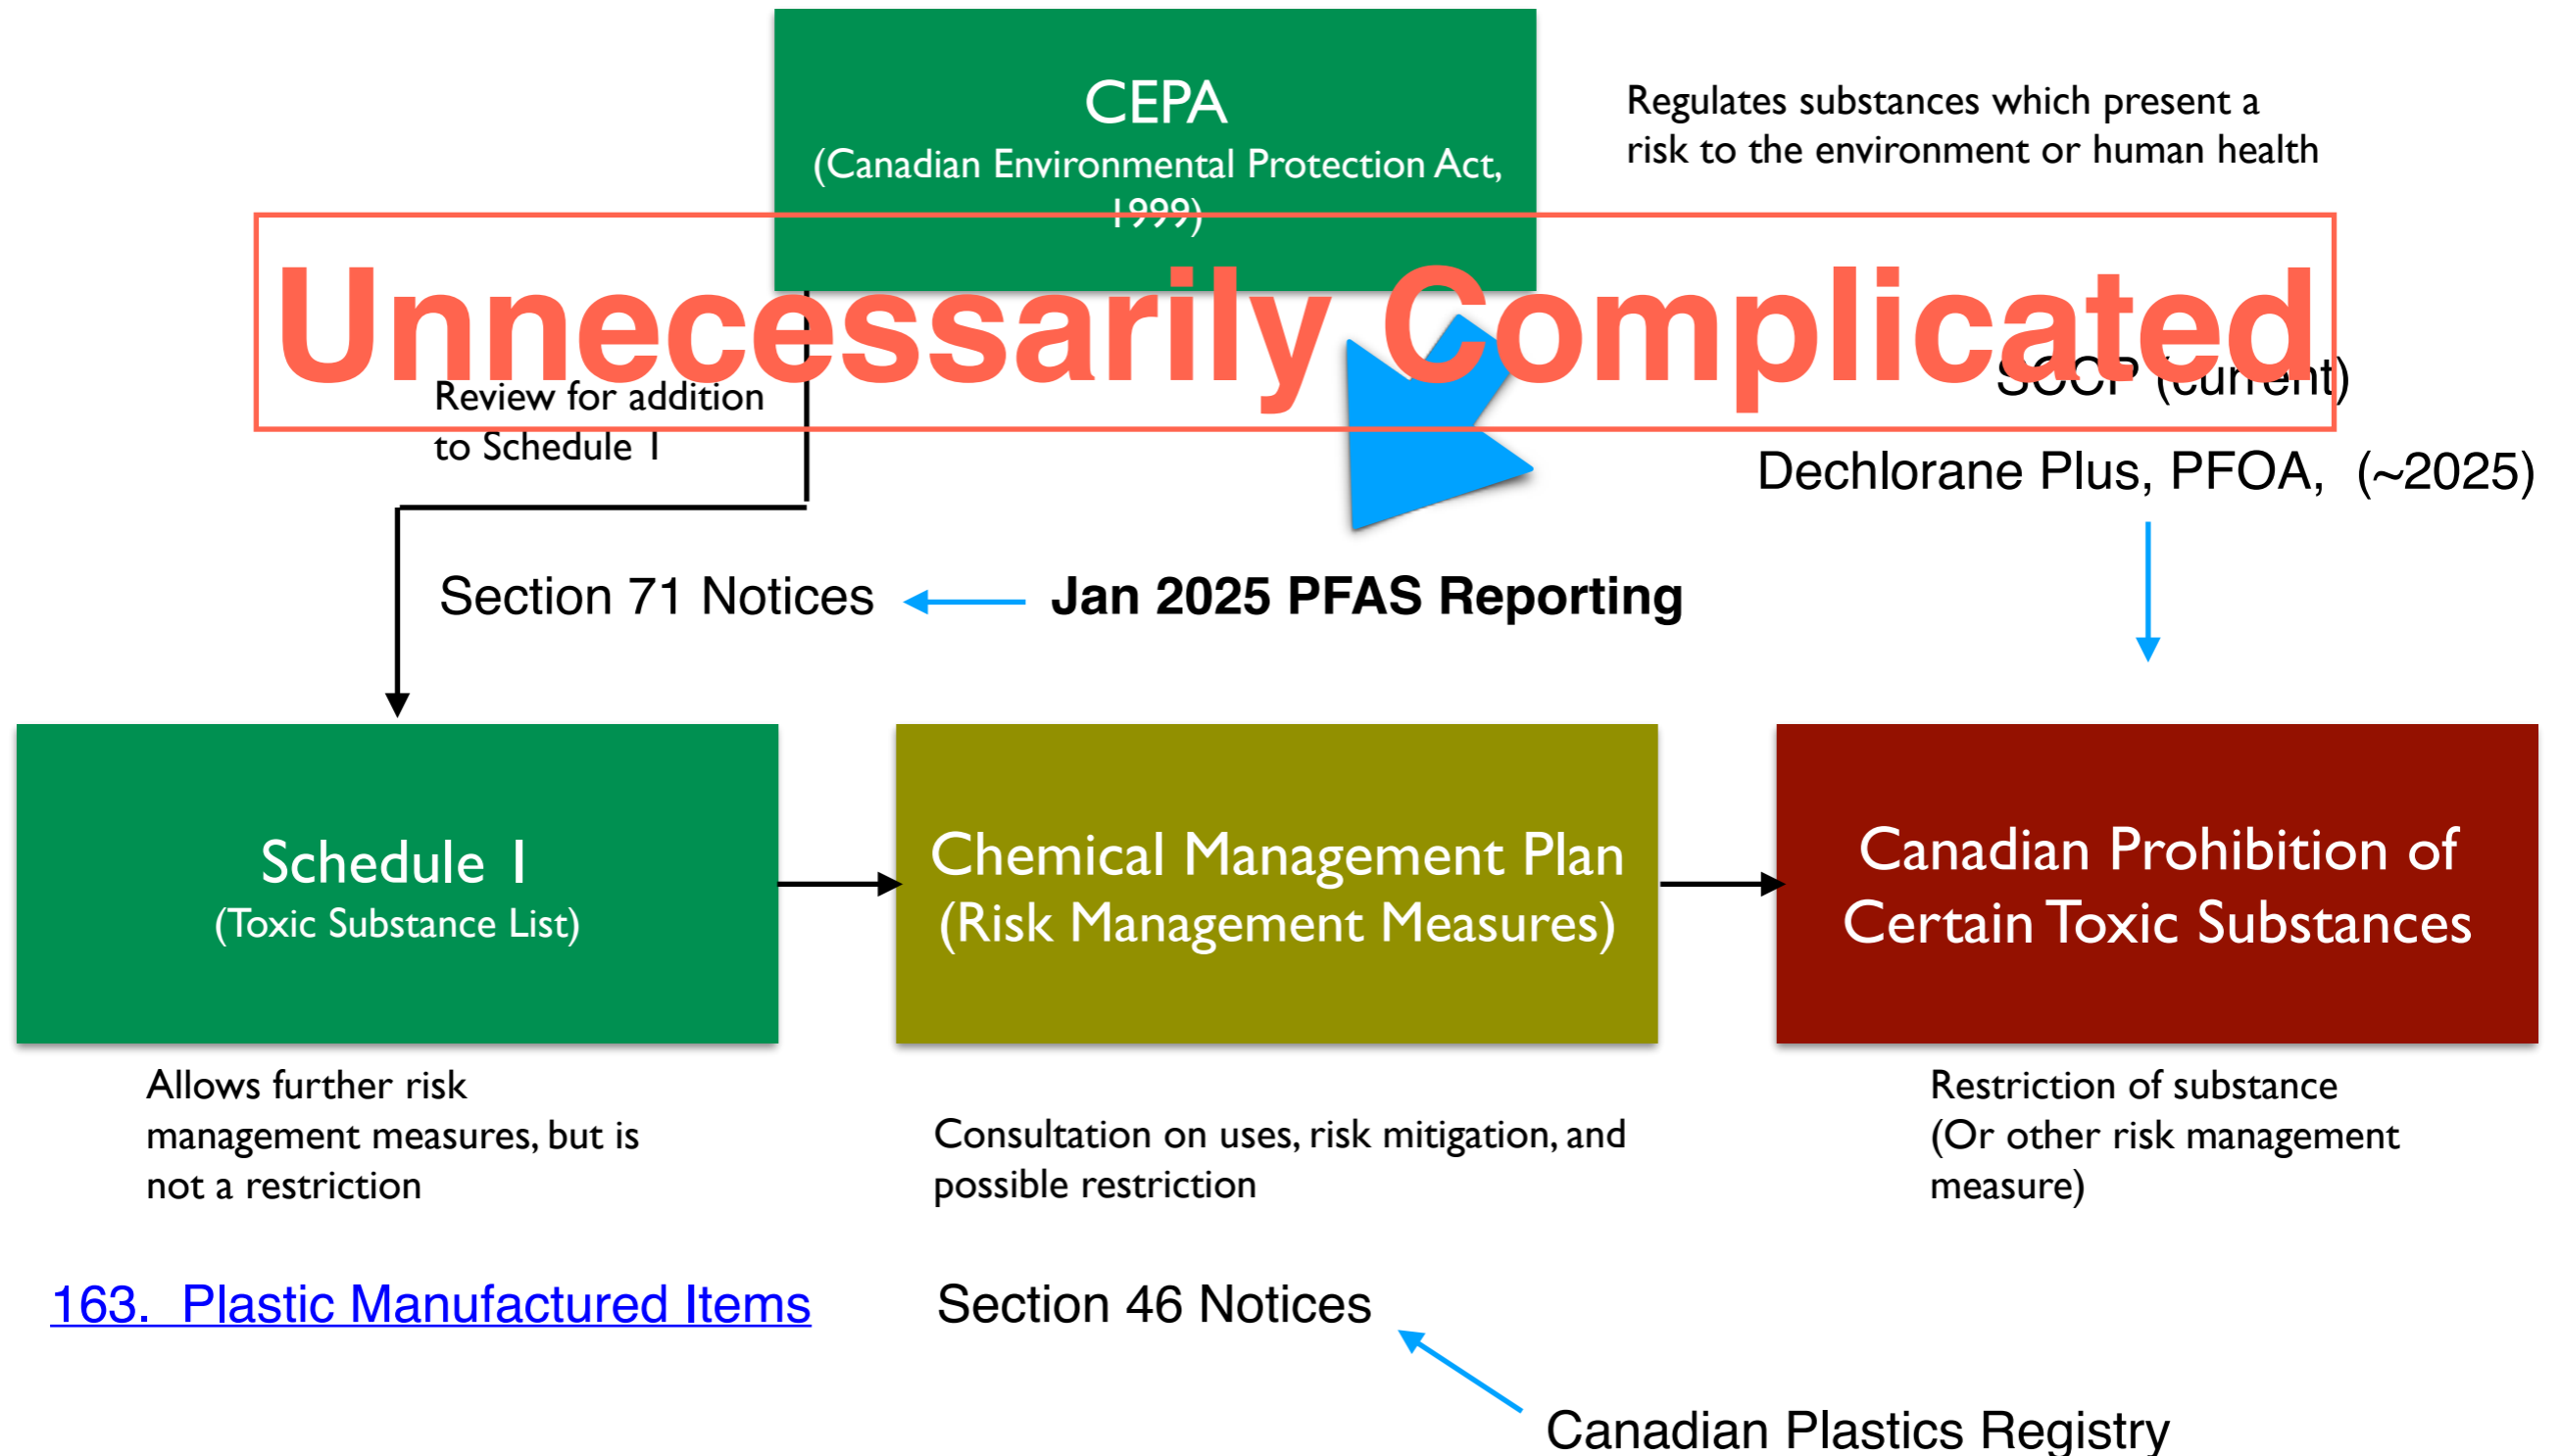 CEPA
(Canadian Environmental Protection Act,
1999)
Regulates substances which present a
risk to the environment or human health
Unnecessarily Complicated
Review for addition
to Schedule 1
SCCP (current)
Dechlorane Plus, PFOA,  (~2025)
Section 71 Notices
Jan 2025 PFAS Reporting
Schedule 1
(Toxic Substance List)
Chemical Management Plan
(Risk Management Measures)
Canadian Prohibition of
Certain Toxic Substances
Allows further risk
management measures, but is
not a restriction
Consultation on uses, risk mitigation, and
possible restriction
Restriction of substance
(Or other risk management
measure)
163.  Plastic Manufactured Items
Section 46 Notices
Canadian Plastics Registry